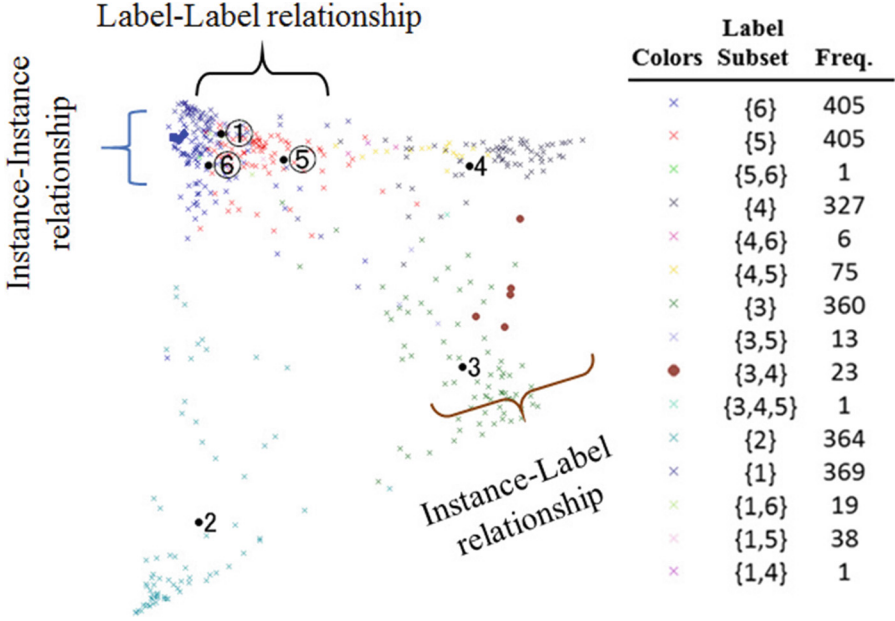 Label-Label relationship
Instance-Instance
relationship
1
6
5
4
3
2
Instance-Label
relationship
Colors Label Subset Freq.
× {6} 405
× {5} 405
× {5,6} 1
× {4} 327
× {4,6} 6
× {4,5} 75
× {3} 360
× {3,5} 13
{3,4} 23
× {3,4,5} 1
× {2} 364
× {1} 369
× {1,6} 19
× {1,5} 38
× {1,4} 1